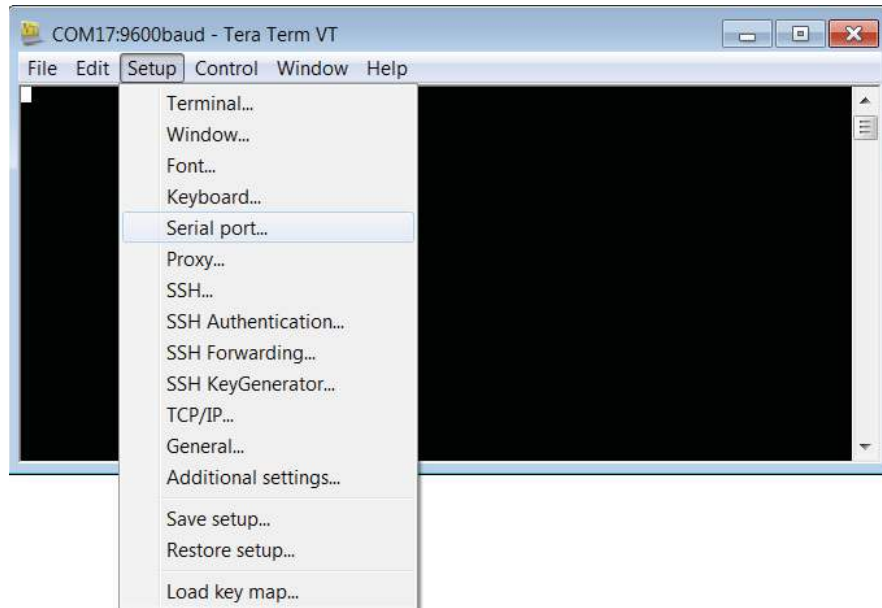 COM17:9600baud - Tera Term VT
File Edit Setup Control Window Help
Terminal...
Window...
Font...
Keyboard...
Serial port...
Proxy...
SSH...
SSH Authentication...
SSH Forwarding...
SSH KeyGenerator...
TCP/IP...
General...
Additional settings...
Save setup...
Restore setup...
Load key map...